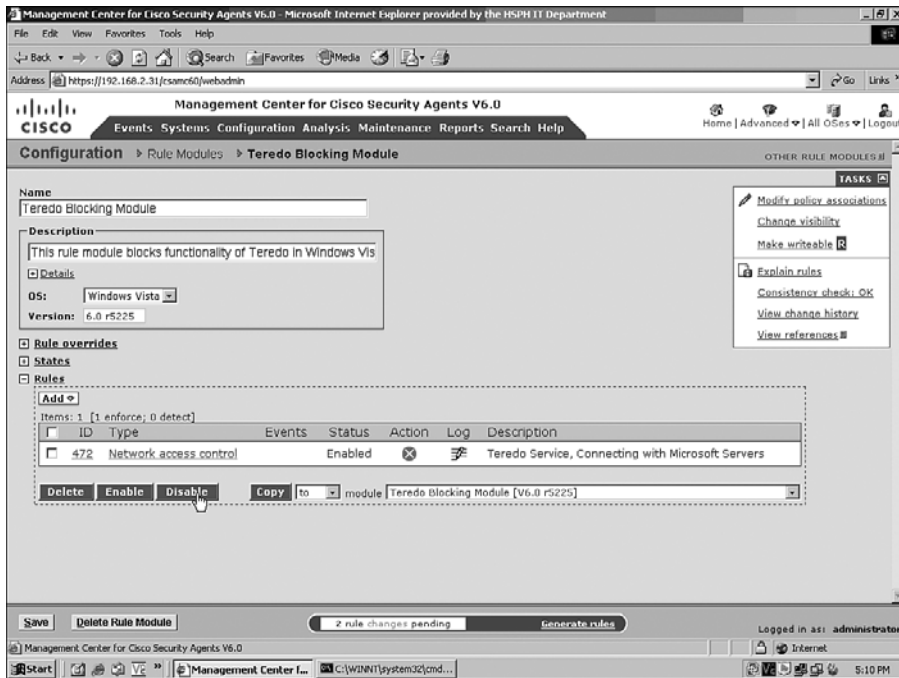 Management Center for Cisco Security Agents V6.0 - Microsoft Internet Explorer provided by the HSPH IT Department
File Edit View Favorites Tools Help
Back Search Favorites Media
Address https://192.168.2.31/csamc60/webadmin Go Links
CISCO
Management Center for Cisco Security Agents V6.0
Events Systems Configuration Analysis Maintenance Reports Search Help
Home | Advanced | All OSes | Logout
Configuration Rule Modules Teredo Blocking Module
OTHER RULE MODULES
TASKS
Modify policy associations
Change visibility
Make writeable R
Explain rules
Consistency check: OK
View change history
View references
Name
Teredo Blocking Module
Description
This rule module blocks functionality of Teredo in Windows Vis
Details
OS: Windows Vista
Version: 6.0 r5225
Rule overrides
States
Rules
Add
Items: 1 [1 enforce; 0 detect]
ID Type Events Status Action Log Description
472 Network access control Enabled Teredo Service, Connecting with Microsoft Servers
Delete Enable Disable Copy to module Teredo Blocking Module [V6.0 r5225]
Save Delete Rule Module 2 rule changes pending Generate rules
Logged in as: administrator
Management Center for Cisco Security Agents V6.0 Internet
Start Management Center f... C:\WINNT\system32\cmd... 5:10 PM